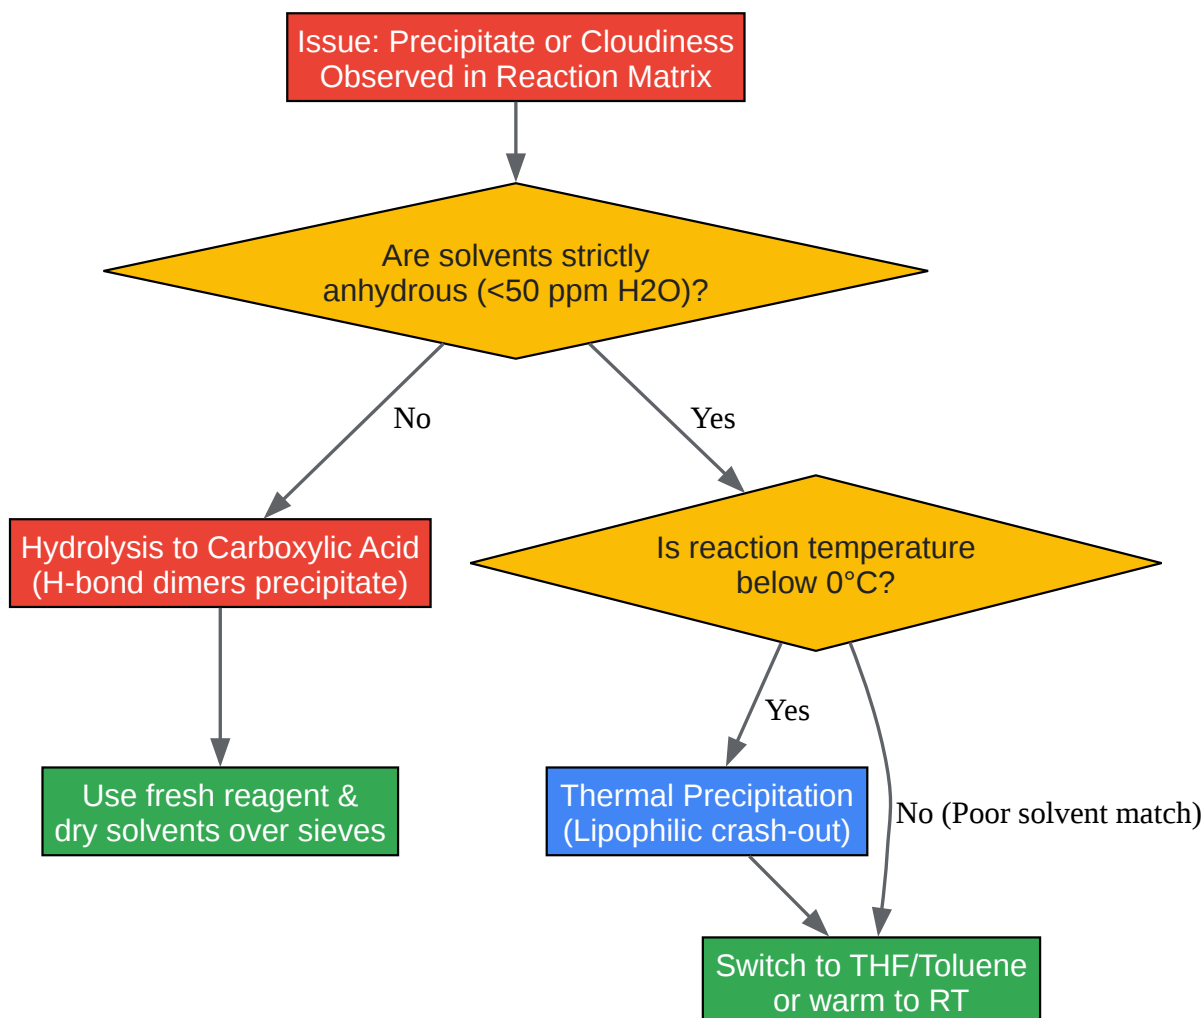 Issue: Precipitate or Cloudiness
Observed in Reaction Matrix
Are solvents strictly
anhydrous (<50 ppm H2O)?
No
Yes
Hydrolysis to Carboxylic Acid
(H-bond dimers precipitate)
Is reaction temperature
below 0°C?
Yes
Use fresh reagent &
dry solvents over sieves
Thermal Precipitation
(Lipophilic crash-out)
No (Poor solvent match)
Switch to THF/Toluene
or warm to RT